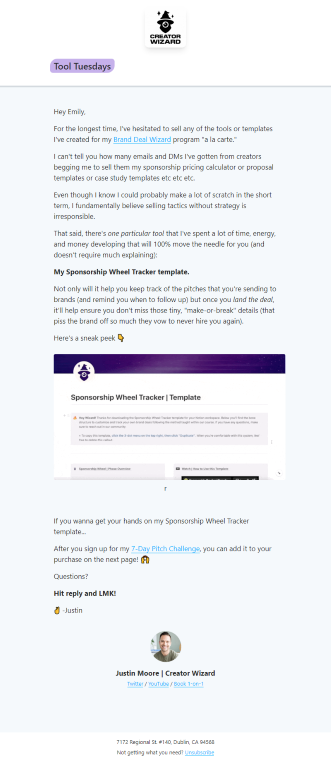 CREATOR
WIZARD
Tool Tuesdays
Hey Emily,
For the longest time, I've hesitated to sell any of the tools or templates
I've created for my Brand Deal Wizard program "a la carte."
I can't tell you how many emails and DMs I've gotten from creators
begging me to sell them my sponsorship pricing calculator or proposal
templates or case study templates etc etc etc.
Even though I know I could probably make a lot of scratch in the short
term, I fundamentally believe selling tactics without strategy is
irresponsible.
That said, there's one particular tool that I've spent a lot of time, energy,
and money developing that will 100% move the needle for you (and
doesn't require much explaining):
My Sponsorship Wheel Tracker template.
Not only will it help you keep track of the pitches that you're sending to
brands (and remind you when to follow up) but once you land the deal,
it'll help ensure you don't miss those tiny, "make-or-break" details (that
piss the brand off so much they vow to never hire you again).
Here's a sneak peek 👇
Sponsorship Wheel Tracker | Template
r
If you wanna get your hands on my Sponsorship Wheel Tracker
template...
After you sign up for my 7-Day Pitch Challenge, you can add it to your
purchase on the next page! 🙆
Questions?
Hit reply and LMK!
✌ -Justin
Justin Moore | Creator Wizard
Twitter / YouTube / Book 1-on-1
7172 Regional St. #140, Dublin, CA 94568
Not getting what you need? Unsubscribe